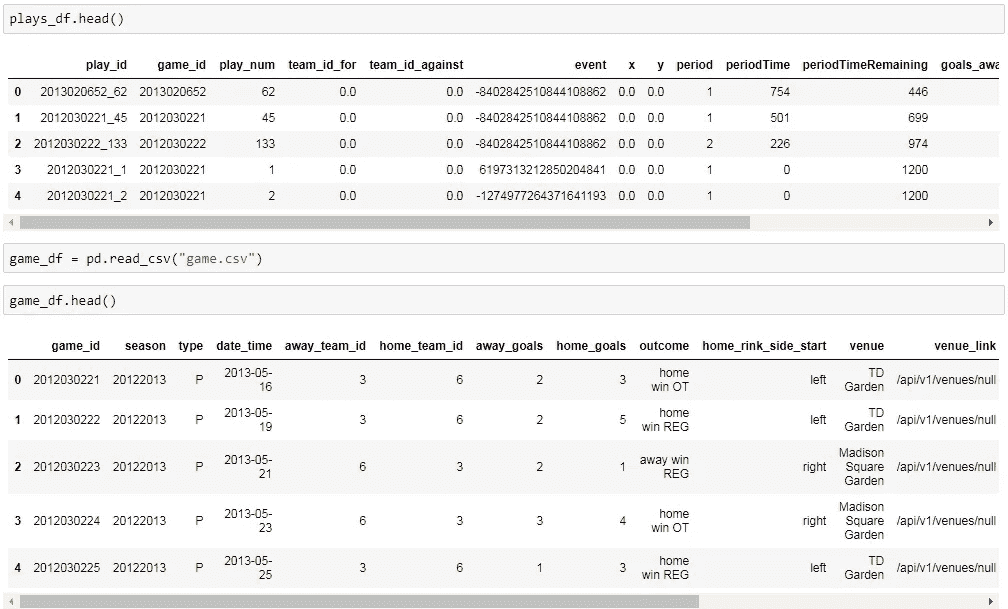 plays_df.head()
play_id game_id play_num team_id_for team_id_against event x y period periodTime periodTimeRemaining goals_awa
0 2013020652_62 2013020652 62 0.0 0.0 -8402842510844108862 0.0 0.0 1 754 446
1 2012030221_45 2012030221 45 0.0 0.0 -8402842510844108862 0.0 0.0 1 501 699
2 2012030222_133 2012030222 133 0.0 0.0 -8402842510844108862 0.0 0.0 2 226 974
3 2012030221_1 2012030221 1 0.0 0.0 6197313212850204841 0.0 0.0 1 0 1200
4 2012030221_2 2012030221 2 0.0 0.0 -1274977264371641193 0.0 0.0 1 0 1200
game_df = pd.read_csv("game.csv")
game_df.head()
game_id season type date_time away_team_id home_team_id away_goals home_goals outcome home_rink_side_start venue venue_link
0 2012030221 20122013 P 2013-05-16 3 6 2 3 home win OT left TD Garden /api/v1/venues/null
1 2012030222 20122013 P 2013-05-19 3 6 2 5 home win REG left TD Garden /api/v1/venues/null
2 2012030223 20122013 P 2013-05-21 6 3 2 1 away win REG right Madison Square Garden /api/v1/venues/null
3 2012030224 20122013 P 2013-05-23 6 3 3 4 home win OT right Madison Square Garden /api/v1/venues/null
4 2012030225 20122013 P 2013-05-25 3 6 1 3 home win REG left TD Garden /api/v1/venues/null